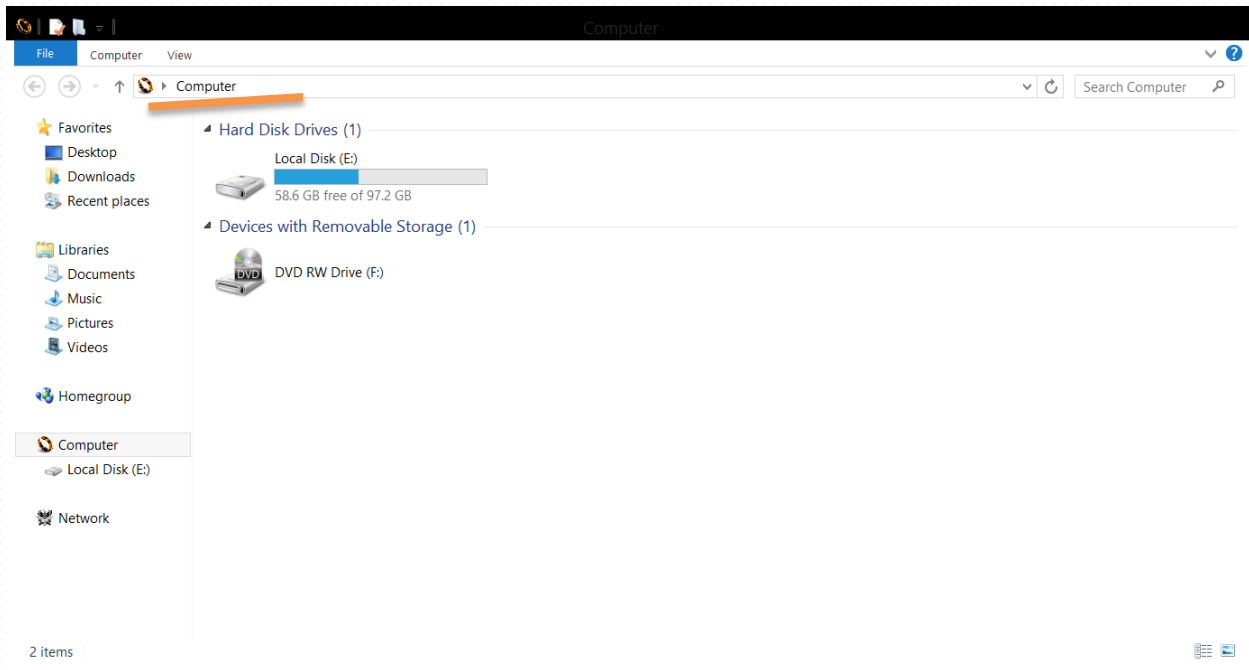 Computer
File Computer View
Computer Search Computer
Favorites
Desktop
Downloads
Recent places
Libraries
Documents
Music
Pictures
Videos
Homegroup
Computer
Local Disk (E:)
Network
Hard Disk Drives (1)
Local Disk (E:)
58.6 GB free of 97.2 GB
Devices with Removable Storage (1)
DVD
DVD RW Drive (F:)
2 items